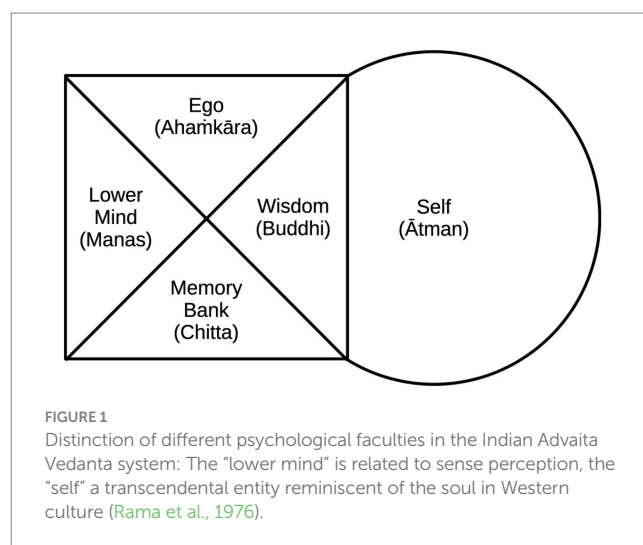 Ego
(Ahaṁkāra)
Lower
Mind
(Manas)
Wisdom
(Buddhi)
Self
(Ātman)
Memory
Bank
(Chitta)
FIGURE 1
Distinction of different psychological faculties in the Indian Advaita
Vedanta system: The “lower mind” is related to sense perception, the
“self” a transcendental entity reminiscent of the soul in Western
culture (Rama et al., 1976).